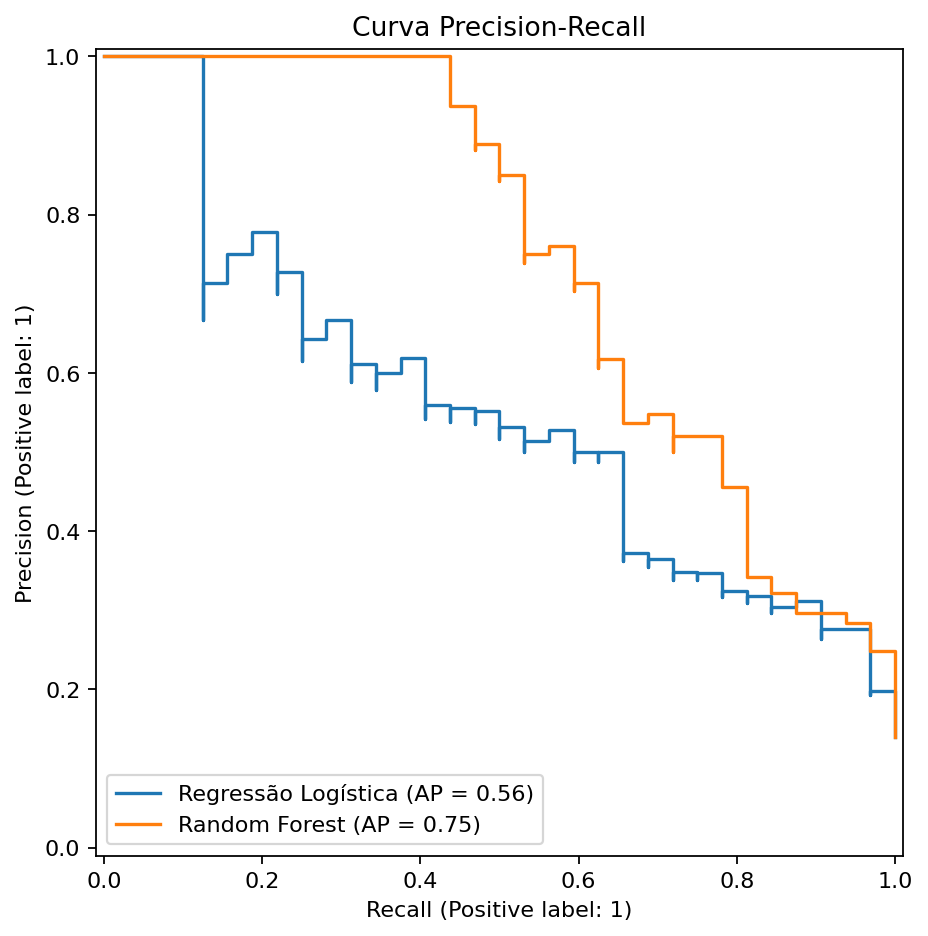 Curva Precision-Recall
1.0
0.8
0.6
0.4
0.2
0.0
Precision (Positive label: 1)
Regressão Logística (AP = 0.56)
Random Forest (AP = 0.75)
0.0 0.2 0.4 0.6 0.8 1.0
Recall (Positive label: 1)